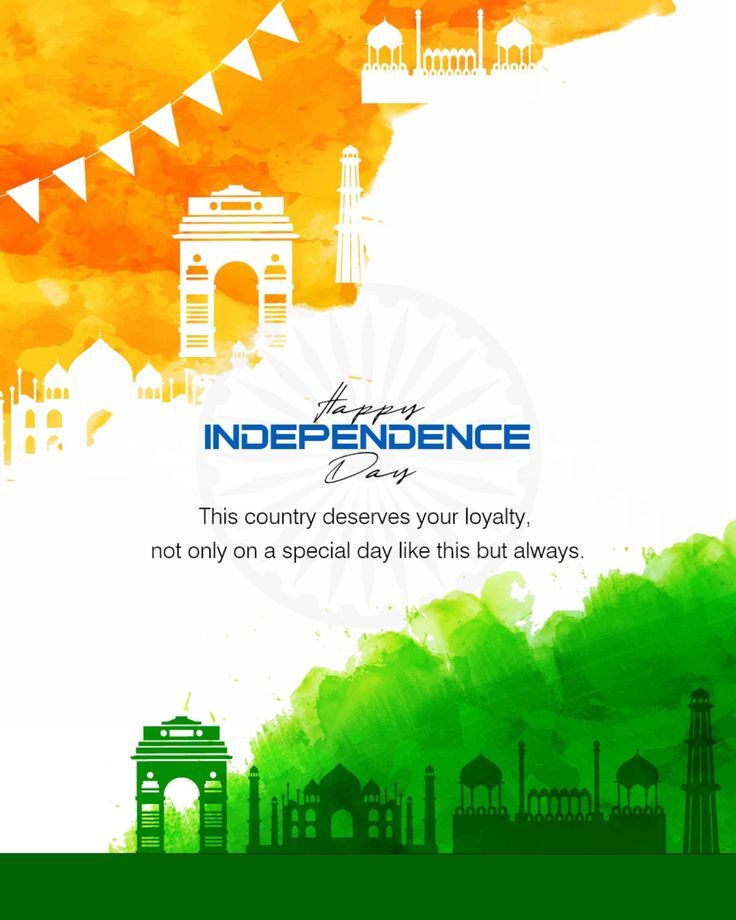 Happy
INDEPENDENCE
Day
This country deserves your loyalty,
not only on a special day like this but always.